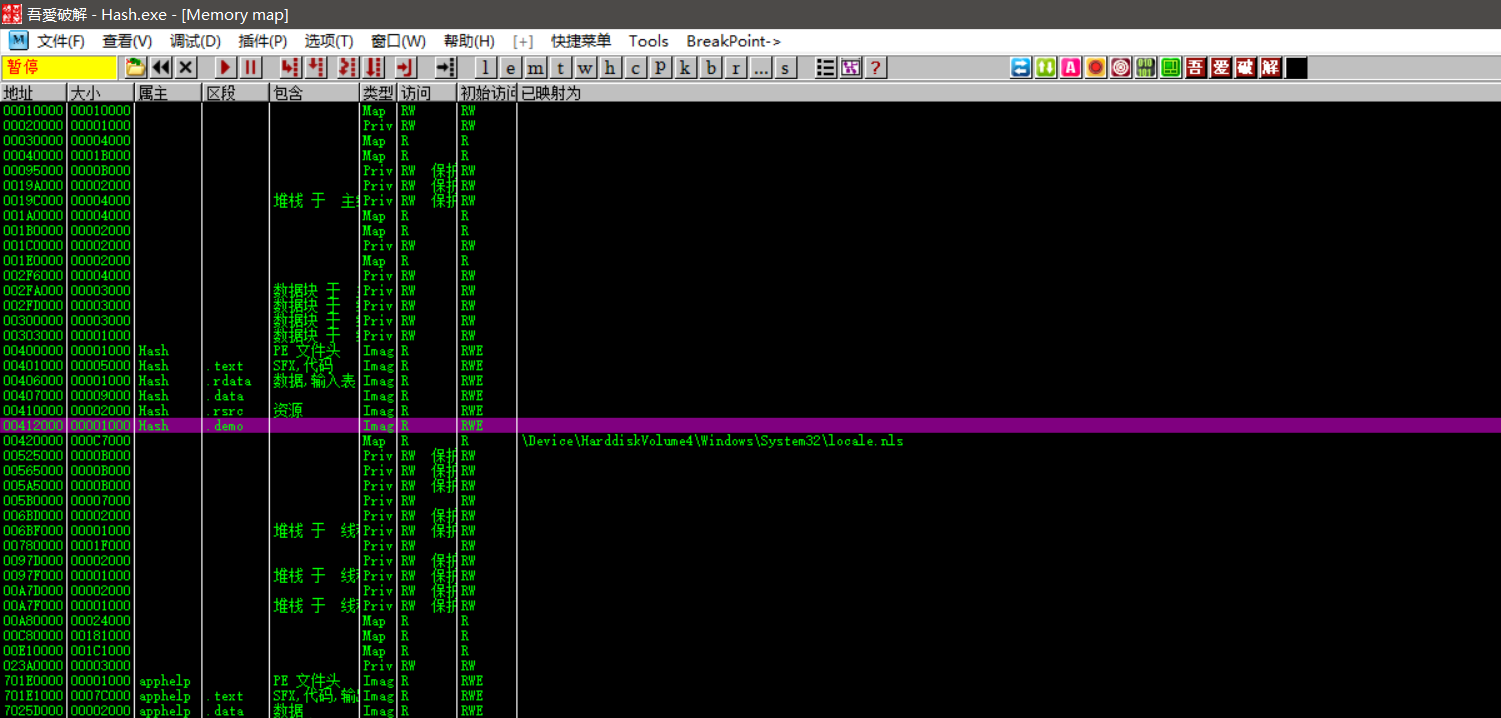 吾愛破解 - Hash.exe - [Memory map]
M 文件(F) 查看(V) 调试(D) 插件(P) 选项(T) 窗口(W) 帮助(H) [+] 快捷菜单 Tools BreakPoint->
暂停 l e m t w h c P k b r ... s ? A 吾 爱 破 解
地址 大小 属主 区段 包含 类型 访问 初始访问 已映射为
00010000 00010000 Map RW RW
00020000 00001000 Priv RW RW
00030000 00004000 Map R R
00040000 0001B000 Map R R
00095000 0000B000 Priv RW 保护 RW
0019A000 00002000 Priv RW 保护 RW
0019C000 00004000 堆栈 于 主 Priv RW 保护 RW
001A0000 00004000 Map R R
001B0000 00002000 Map R R
001C0000 00002000 Priv RW RW
001E0000 00002000 Map R R
002F6000 00004000 Priv RW RW
002FA000 00003000 数据块 于 Priv RW RW
002FD000 00003000 数据块 于 Priv RW RW
00300000 00003000 数据块 于 Priv RW RW
00303000 00001000 数据块 于 Priv RW RW
00400000 00001000 Hash PE 文件头 Imag R RWE
00401000 00005000 Hash .text SFX,代码 Imag R RWE
00406000 00001000 Hash .rdata 数据,输入表 Imag R RWE
00407000 00009000 Hash .data Imag R RWE
00410000 00002000 Hash .rsrc 资源 Imag R RWE
00412000 00001000 Hash .demo Imag R RWE
00420000 000C7000 Map R R \Device\HarddiskVolume4\Windows\System32\locale.nls
00525000 0000B000 Priv RW 保护 RW
00565000 0000B000 Priv RW 保护 RW
005A5000 0000B000 Priv RW 保护 RW
005B0000 00007000 Priv RW RW
006BD000 00002000 Priv RW 保护 RW
006BF000 00001000 堆栈 于 线 Priv RW 保护 RW
00780000 0001F000 Priv RW RW
0097D000 00002000 Priv RW 保护 RW
0097F000 00001000 堆栈 于 线 Priv RW 保护 RW
00A7D000 00002000 Priv RW 保护 RW
00A7F000 00001000 堆栈 于 线 Priv RW 保护 RW
00A80000 00024000 Map R R
00C80000 00181000 Map R R
00E10000 001C1000 Map R R
023A0000 00003000 Priv RW RW
701E0000 00001000 apphelp PE 文件头 Imag R RWE
701E1000 0007C000 apphelp .text SFX,代码,输 Imag R RWE
7025D000 00002000 apphelp .data 数据 Imag R RWE